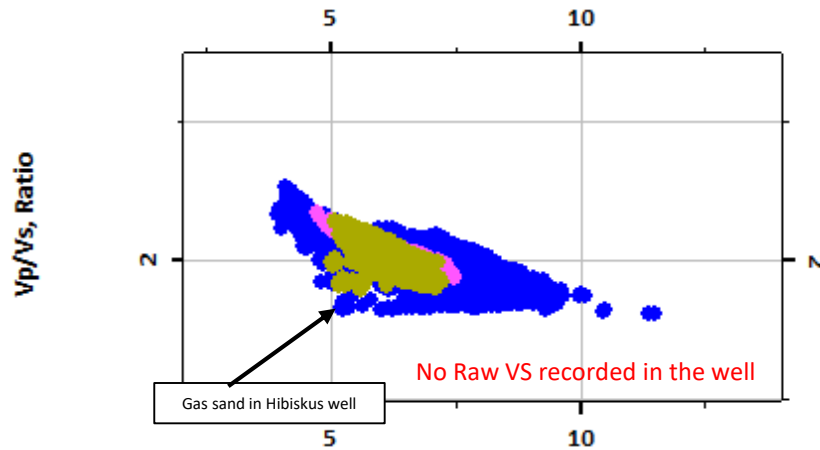 5 10
Vp/Vs, Ratio
2 2
No Raw VS recorded in the well
Gas sand in Hibiskus well
5 10